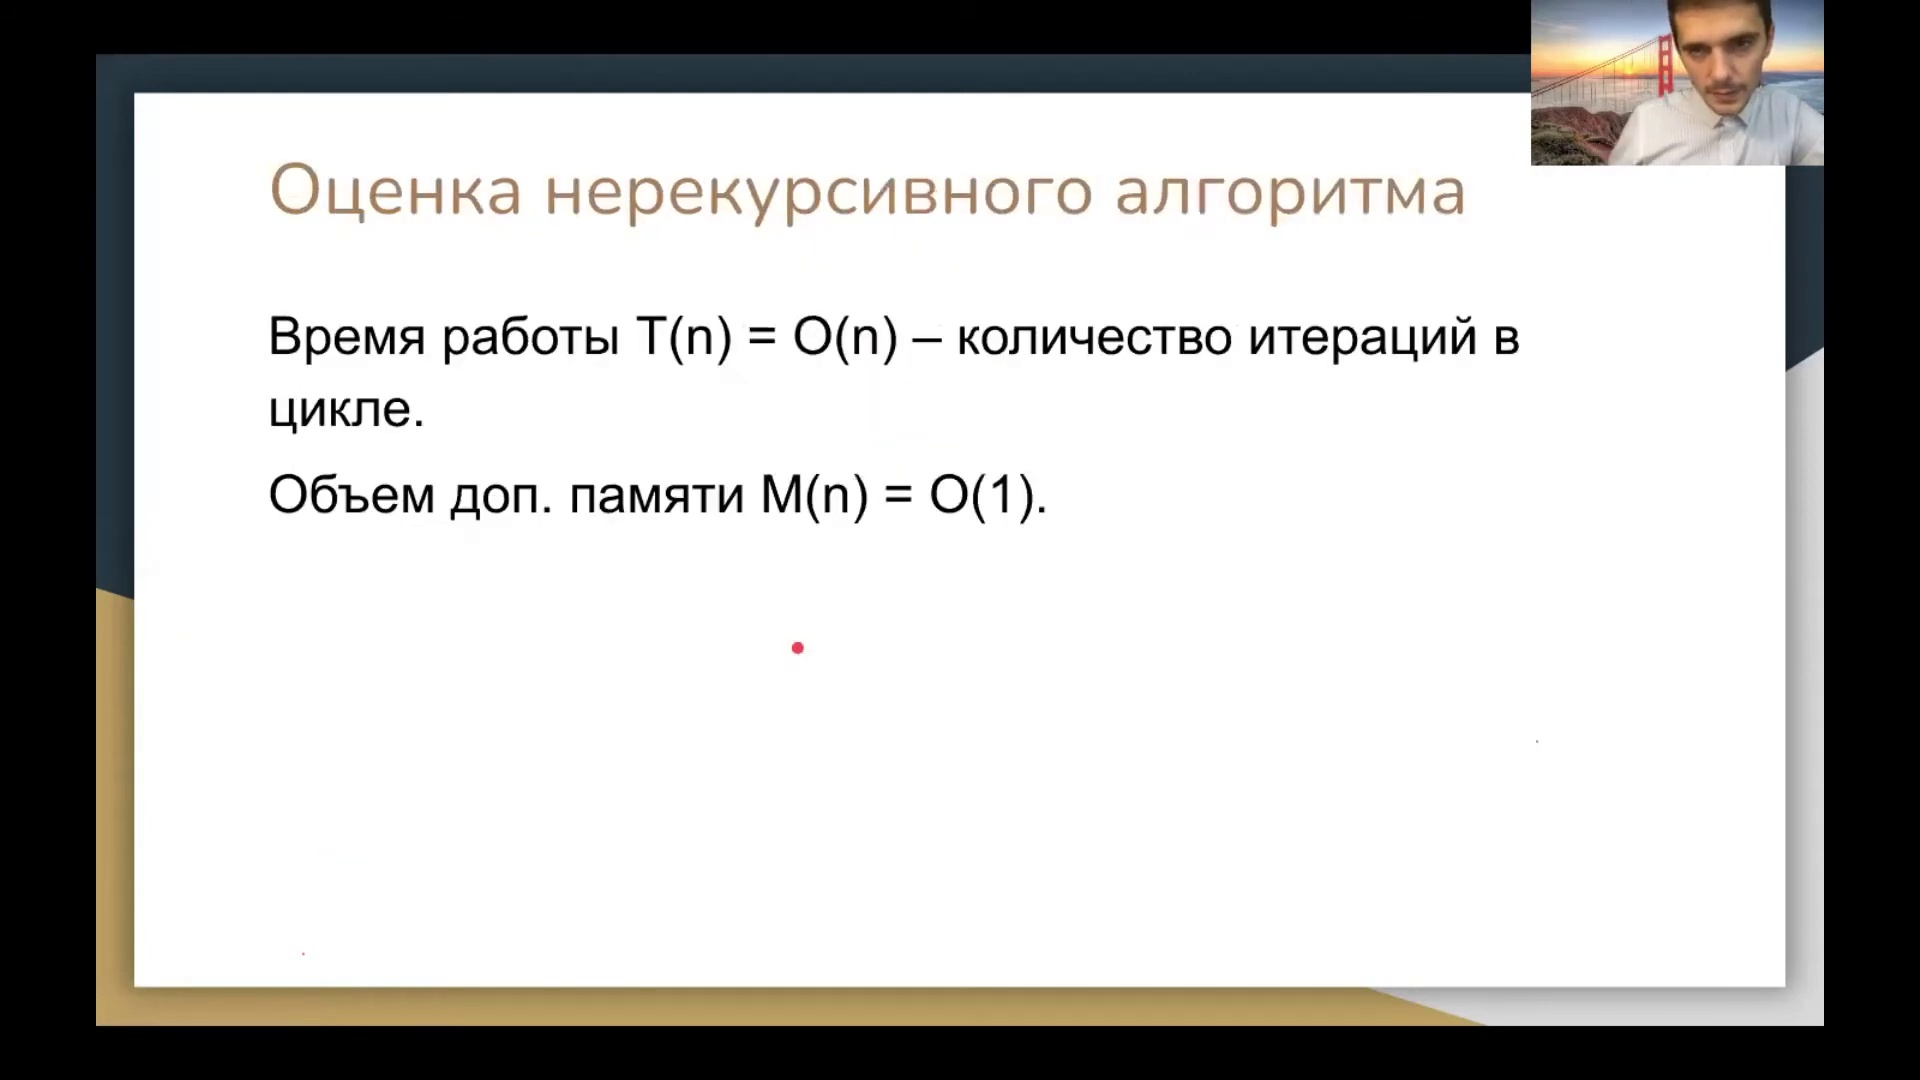 Оценка нерекурсивного алгоритма
Время работы T(n) = O(n) – количество итераций в
цикле.
Объем доп. памяти M(n) = O(1).